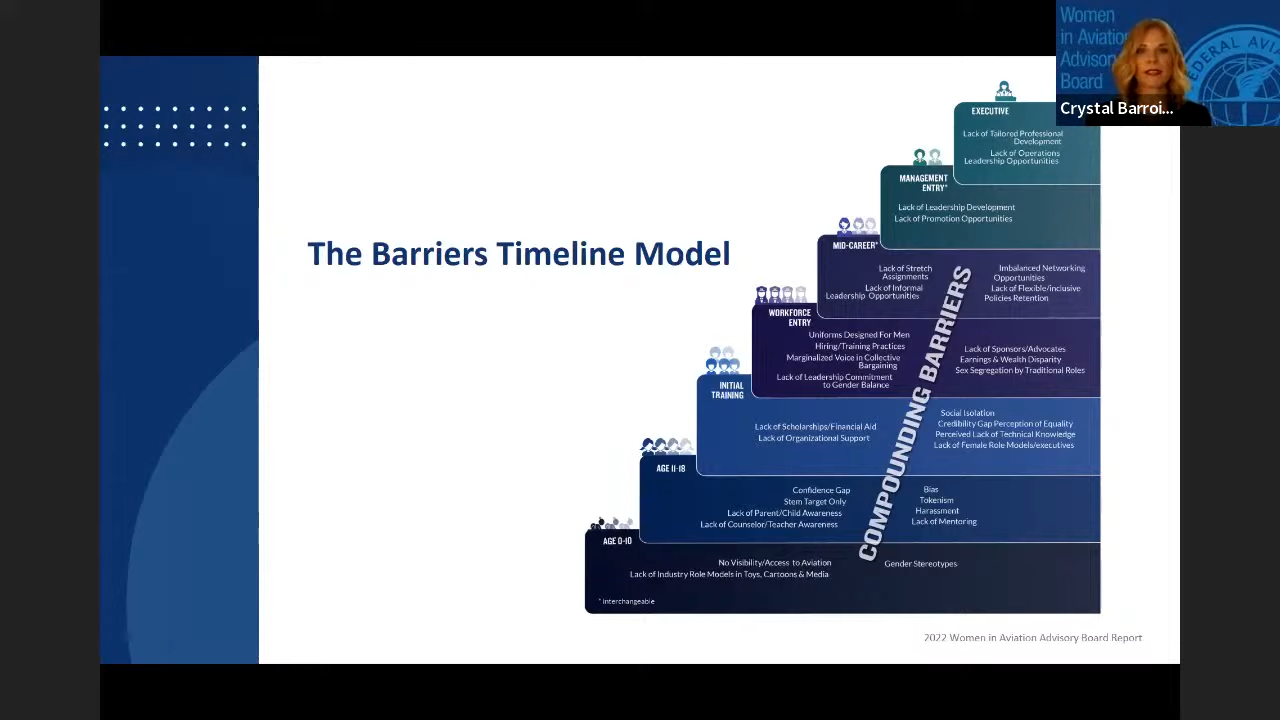 Women
in Aviation
Advisory
Board
FEDERAL AVI
Crystal Barroi...
The Barriers Timeline Model
EXECUTIVE
Lack of Tailored Professional
Development
Lack of Operations
Leadership Opportunities
MANAGEMENT
ENTRY*
Lack of Leadership Development
Lack of Promotion Opportunities
MID-CAREER*
Lack of Stretch
Assignments
Lack of Informal
Leadership Opportunities
Imbalanced Networking
Opportunities
Lack of Flexible/inclusive
Policies Retention
WORKFORCE
ENTRY
Uniforms Designed For Men
Hiring/Training Practices
Marginalized Voice in Collective
Bargaining
Lack of Leadership Commitment
to Gender Balance
Lack of Sponsors/Advocates
Earnings & Wealth Disparity
Sex Segregation by Traditional Roles
INITIAL
TRAINING
Lack of Scholarships/Financial Aid
Lack of Organizational Support
Social Isolation
Credibility Gap Perception of Equality
Perceived Lack of Technical Knowledge
Lack of Female Role Models/executives
AGE 11-18
Confidence Gap
Stem Target Only
Lack of Parent/Child Awareness
Lack of Counselor/Teacher Awareness
Bias
Tokenism
Harassment
Lack of Mentoring
AGE 0-10
No Visibility/Access to Aviation
Lack of Industry Role Models in Toys, Cartoons & Media
Gender Stereotypes
COMPOUNDING BARRIERS
* interchangeable
2022 Women in Aviation Advisory Board Report